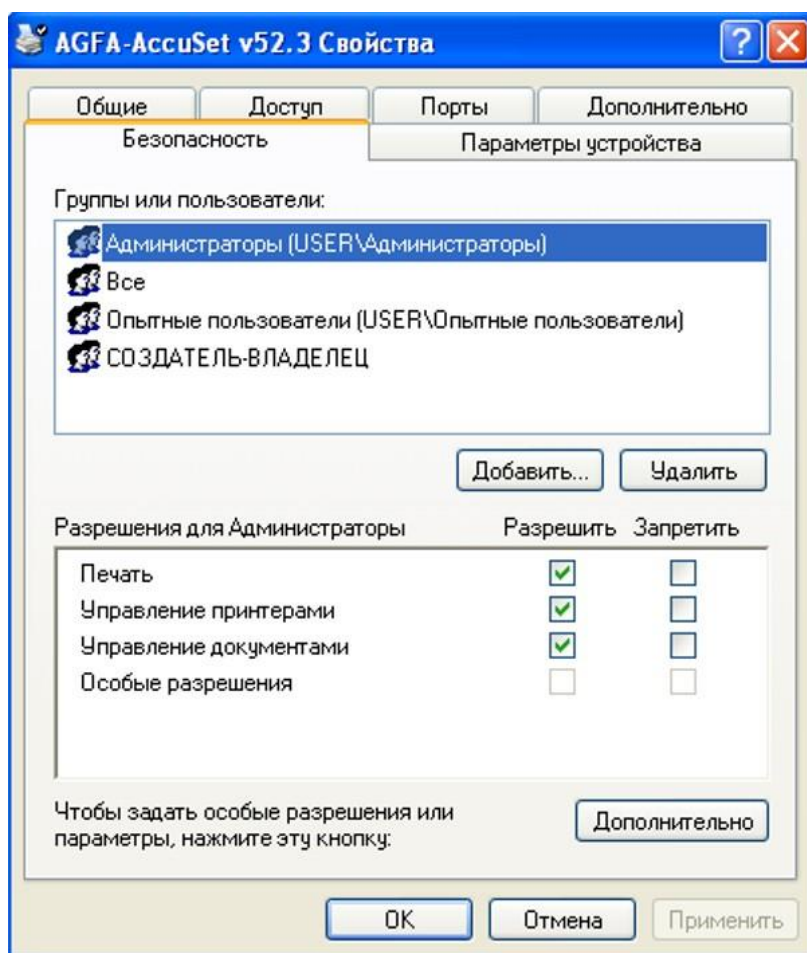 AGFA-AccuSet v52.3 Свойства
Общие Доступ Порты Дополнительно
Безопасность Параметры устройства
Группы или пользователи:
Администраторы (USER\Администраторы)
Все
Опытные пользователи (USER\Опытные пользователи)
СОЗДАТЕЛЬ-ВЛАДЕЛЕЦ
Добавить... Удалить
Разрешения для Администраторы Разрешить Запретить
Печать
Управление принтерами
Управление документами
Особые разрешения
Чтобы задать особые разрешения или
параметры, нажмите эту кнопку:
Дополнительно
OK Отмена Применить